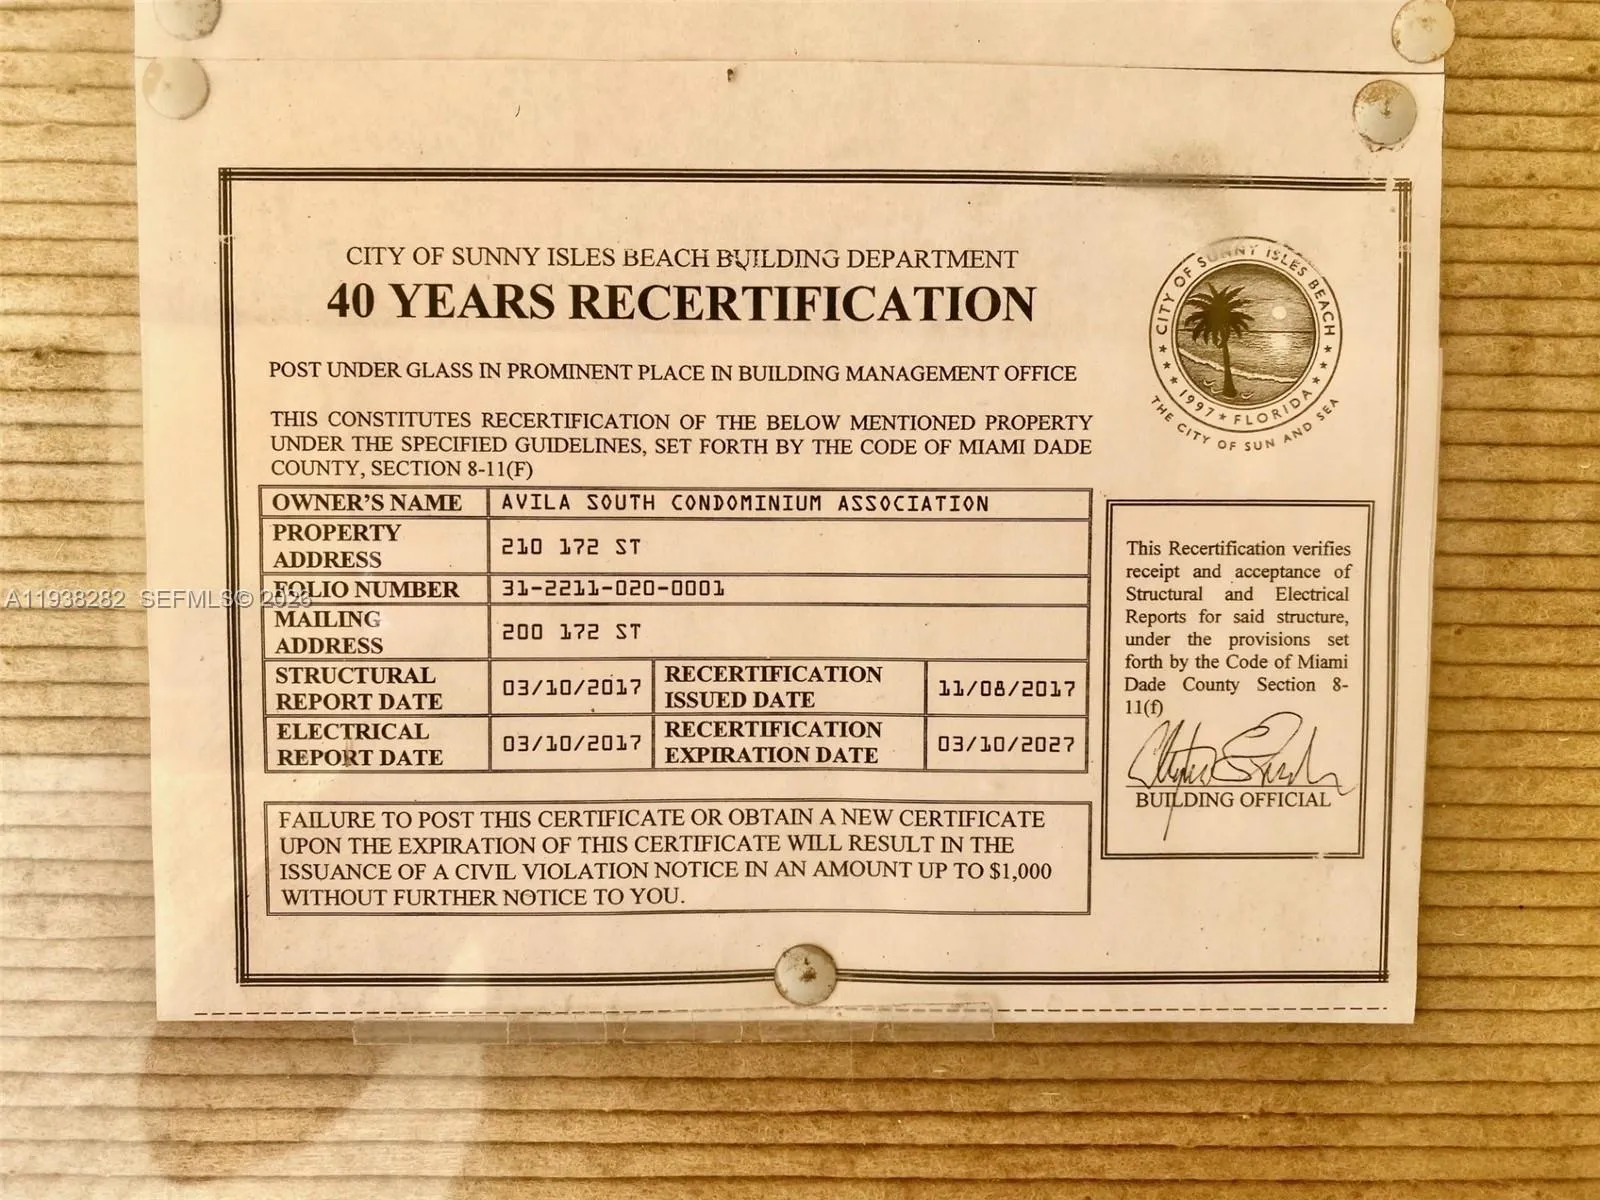 CITY OF SUNNY ISLES BEACH BUILDING DEPARTMENT
40 YEARS RECERTIFICATION
POST UNDER GLASS IN PROMINENT PLACE IN BUILDING MANAGEMENT OFFICE
THIS CONSTITUTES RECERTIFICATION OF THE BELOW MENTIONED PROPERTY
UNDER THE SPECIFIED GUIDELINES, SET FORTH BY THE CODE OF MIAMI DADE
COUNTY, SECTION 8-11(F)
OWNER'S NAME AVILA SOUTH CONDOMINIUM ASSOCIATION
PROPERTY
ADDRESS 210 172 ST
FOLIO NUMBER 31-2211-020-0001
MAILING
ADDRESS 200 172 ST
STRUCTURAL
REPORT DATE 03/10/2017
RECERTIFICATION
ISSUED DATE 11/08/2017
ELECTRICAL
REPORT DATE 03/10/2017
RECERTIFICATION
EXPIRATION DATE 03/10/2027
FAILURE TO POST THIS CERTIFICATE OR OBTAIN A NEW CERTIFICATE
UPON THE EXPIRATION OF THIS CERTIFICATE WILL RESULT IN THE
ISSUANCE OF A CIVIL VIOLATION NOTICE IN AN AMOUNT UP TO $1,000
WITHOUT FURTHER NOTICE TO YOU.
CITY OF SUNNY ISLES BEACH
1997 FLORIDA
THE CITY OF SUN AND SEA
This Recertification verifies
receipt and acceptance of
Structural and Electrical
Reports for said structure,
under the provisions set
forth by the Code of Miami
Dade County Section 8-
11(f)
BUILDING OFFICIAL
A11938282 SEFMLS©